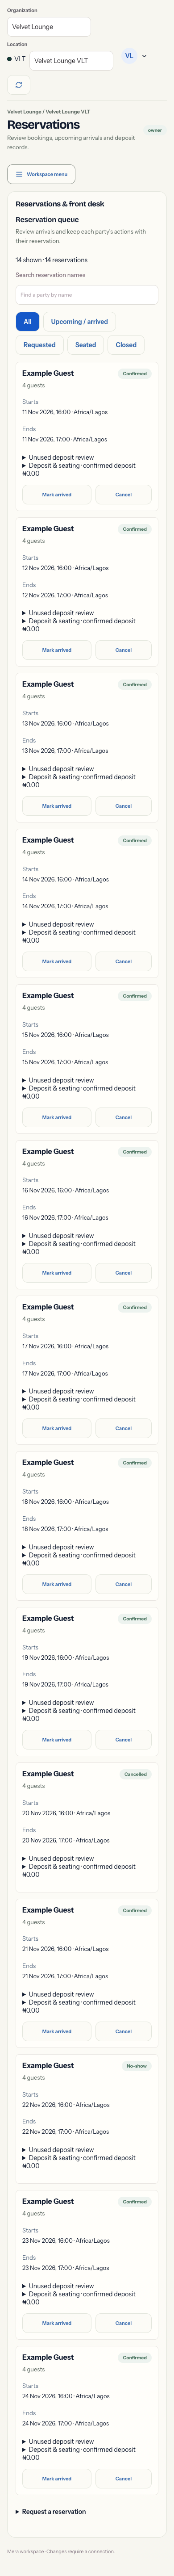 Organization
Velvet Lounge
Location
VLT
Velvet Lounge VLT
VL
Velvet Lounge / Velvet Lounge VLT
Reservations
owner
Review bookings, upcoming arrivals and deposit
records.
Workspace menu
Reservations & front desk
Reservation queue
Review arrivals and keep each party's actions with
their reservation.
14 shown · 14 reservations
Search reservation names
Find a party by name
All
Upcoming / arrived
Requested
Seated
Closed
Example Guest
Confirmed
4 guests
Starts
11 Nov 2026, 16:00 · Africa/Lagos
Ends
11 Nov 2026, 17:00 · Africa/Lagos
Unused deposit review
Deposit & seating · confirmed deposit
₦0.00
Mark arrived
Cancel
Example Guest
Confirmed
4 guests
Starts
12 Nov 2026, 16:00 · Africa/Lagos
Ends
12 Nov 2026, 17:00 · Africa/Lagos
Unused deposit review
Deposit & seating · confirmed deposit
₦0.00
Mark arrived
Cancel
Example Guest
Confirmed
4 guests
Starts
13 Nov 2026, 16:00 · Africa/Lagos
Ends
13 Nov 2026, 17:00 · Africa/Lagos
Unused deposit review
Deposit & seating · confirmed deposit
₦0.00
Mark arrived
Cancel
Example Guest
Confirmed
4 guests
Starts
14 Nov 2026, 16:00 · Africa/Lagos
Ends
14 Nov 2026, 17:00 · Africa/Lagos
Unused deposit review
Deposit & seating · confirmed deposit
₦0.00
Mark arrived
Cancel
Example Guest
Confirmed
4 guests
Starts
15 Nov 2026, 16:00 · Africa/Lagos
Ends
15 Nov 2026, 17:00 · Africa/Lagos
Unused deposit review
Deposit & seating · confirmed deposit
₦0.00
Mark arrived
Cancel
Example Guest
Confirmed
4 guests
Starts
16 Nov 2026, 16:00 · Africa/Lagos
Ends
16 Nov 2026, 17:00 · Africa/Lagos
Unused deposit review
Deposit & seating · confirmed deposit
₦0.00
Mark arrived
Cancel
Example Guest
Confirmed
4 guests
Starts
17 Nov 2026, 16:00 · Africa/Lagos
Ends
17 Nov 2026, 17:00 · Africa/Lagos
Unused deposit review
Deposit & seating · confirmed deposit
₦0.00
Mark arrived
Cancel
Example Guest
Confirmed
4 guests
Starts
18 Nov 2026, 16:00 · Africa/Lagos
Ends
18 Nov 2026, 17:00 · Africa/Lagos
Unused deposit review
Deposit & seating · confirmed deposit
₦0.00
Mark arrived
Cancel
Example Guest
Confirmed
4 guests
Starts
19 Nov 2026, 16:00 · Africa/Lagos
Ends
19 Nov 2026, 17:00 · Africa/Lagos
Unused deposit review
Deposit & seating · confirmed deposit
₦0.00
Mark arrived
Cancel
Example Guest
Cancelled
4 guests
Starts
20 Nov 2026, 16:00 · Africa/Lagos
Ends
20 Nov 2026, 17:00 · Africa/Lagos
Unused deposit review
Deposit & seating · confirmed deposit
₦0.00
Example Guest
Confirmed
4 guests
Starts
21 Nov 2026, 16:00 · Africa/Lagos
Ends
21 Nov 2026, 17:00 · Africa/Lagos
Unused deposit review
Deposit & seating · confirmed deposit
₦0.00
Mark arrived
Cancel
Example Guest
No-show
4 guests
Starts
22 Nov 2026, 16:00 · Africa/Lagos
Ends
22 Nov 2026, 17:00 · Africa/Lagos
Unused deposit review
Deposit & seating · confirmed deposit
₦0.00
Example Guest
Confirmed
4 guests
Starts
23 Nov 2026, 16:00 · Africa/Lagos
Ends
23 Nov 2026, 17:00 · Africa/Lagos
Unused deposit review
Deposit & seating · confirmed deposit
₦0.00
Mark arrived
Cancel
Example Guest
Confirmed
4 guests
Starts
24 Nov 2026, 16:00 · Africa/Lagos
Ends
24 Nov 2026, 17:00 · Africa/Lagos
Unused deposit review
Deposit & seating · confirmed deposit
₦0.00
Mark arrived
Cancel
Request a reservation
Mera workspace · Changes require a connection.